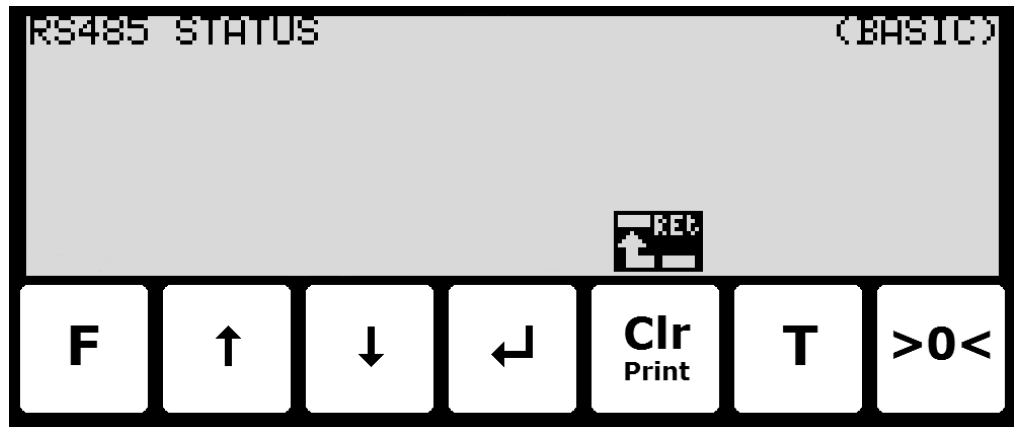 RS485 STATUS (BASIC)
REt
F ↑ ↓ ↵ Clr T >0<
Print